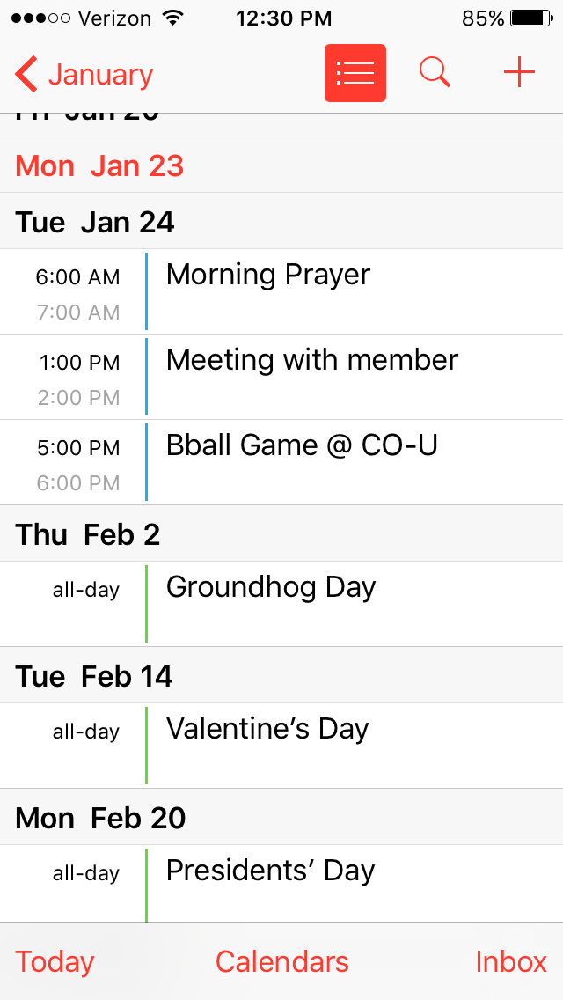 Verizon 12:30 PM 85%
January
Fri Jan 20
Mon Jan 23
Tue Jan 24
6:00 AM Morning Prayer
7:00 AM
1:00 PM Meeting with member
2:00 PM
5:00 PM Bball Game @ CO-U
6:00 PM
Thu Feb 2
all-day Groundhog Day
Tue Feb 14
all-day Valentine’s Day
Mon Feb 20
all-day Presidents’ Day
Today Calendars Inbox